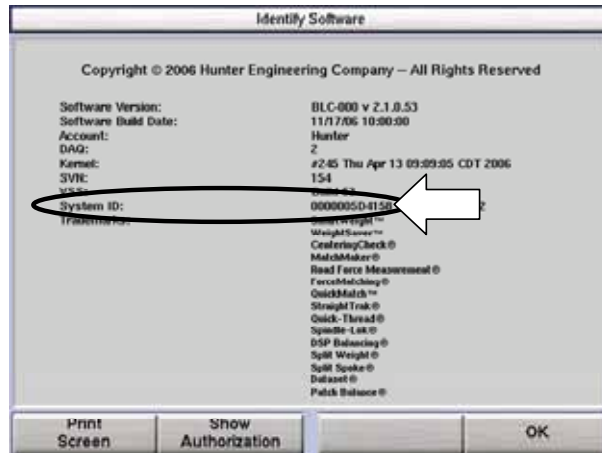 Identify Software
Copyright © 2006 Hunter Engineering Company – All Rights Reserved
Software Version: BLC-000 v 2.1.0.53
Software Build Date: 11/17/06 10:00:00
Account: Hunter
DAQ: 2
Kernel: #245 Thu Apr 13 09:09:05 CDT 2006
SVN: 154
System ID:
Trademarks:
WeightSaver™
CenteringCheck®
MatchMaker®
Road Force Measurement®
ForceMatching®
QuickMatch™
StraightTrak®
Quick-Thread®
Spindle-Lok®
DSP Balancing®
Split Weight®
Split Spoke®
Dataset®
Patch Balance®
Print Screen
Show Authorization
OK